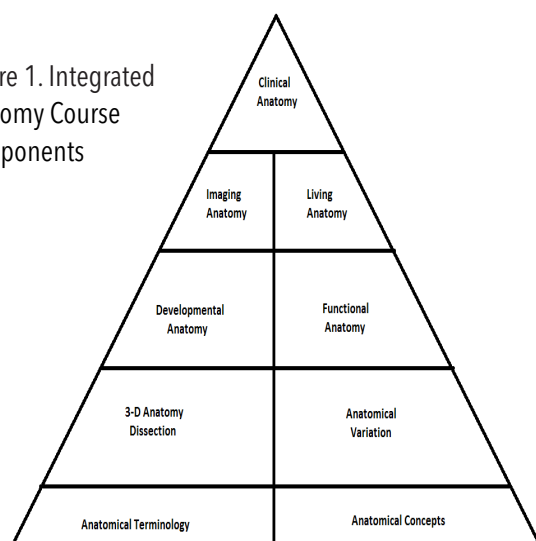 re 1. Integrated
omy Course
ponents
Clinical
Anatomy
Imaging
Anatomy
Living
Anatomy
Developmental
Anatomy
Functional
Anatomy
3-D Anatomy
Dissection
Anatomical
Variation
Anatomical Terminology
Anatomical Concepts